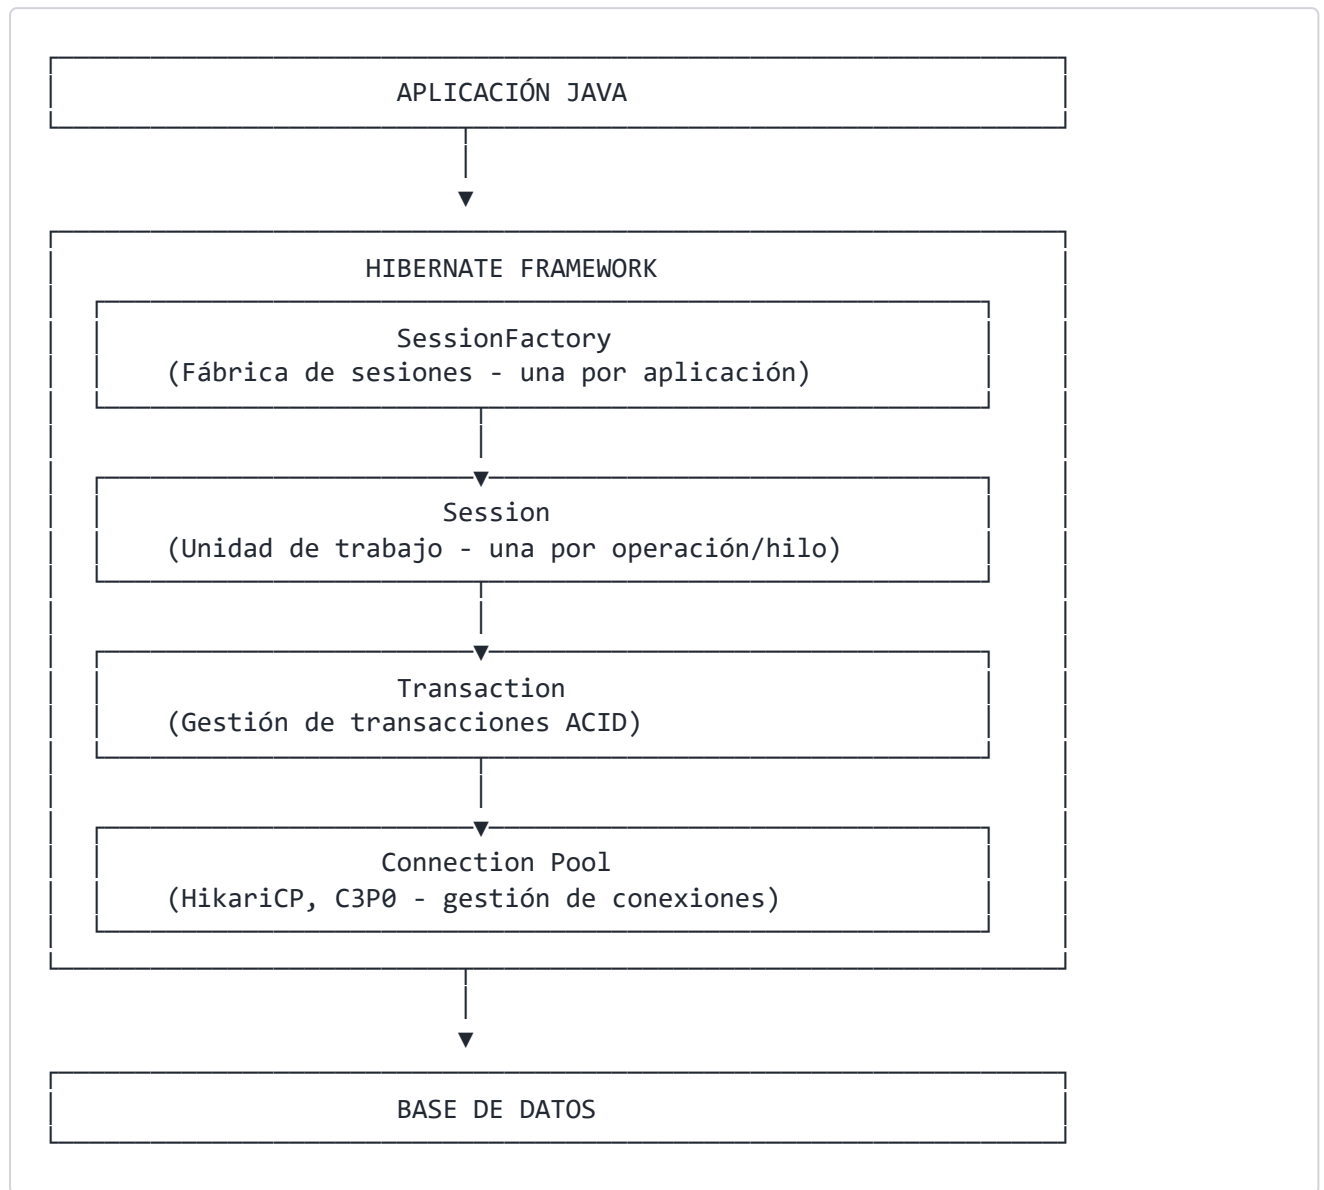 APLICACIÓN JAVA
HIBERNATE FRAMEWORK
SessionFactory
(Fábrica de sesiones - una por aplicación)
Session
(Unidad de trabajo - una por operación/hilo)
Transaction
(Gestión de transacciones ACID)
Connection Pool
(HikariCP, C3P0 - gestión de conexiones)
BASE DE DATOS